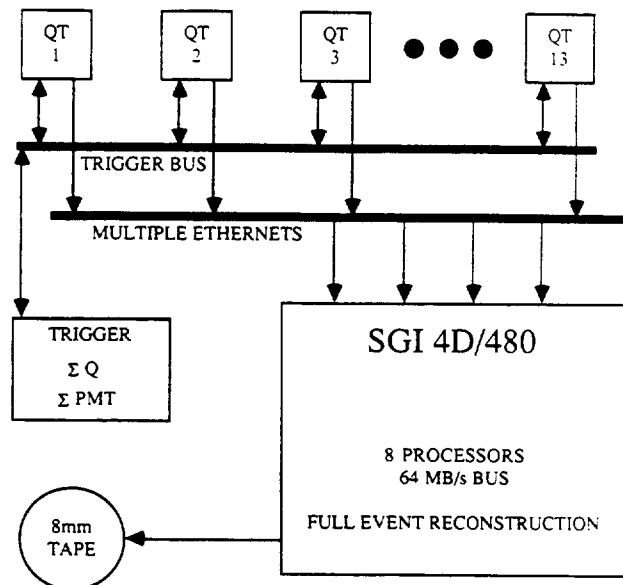 QT
1
QT
2
QT
3
QT
13
TRIGGER BUS
MULTIPLE ETHERNETS
TRIGGER
Σ Q
Σ PMT
SGI 4D/480
8 PROCESSORS
64 MB/s BUS
FULL EVENT RECONSTRUCTION
8mm
TAPE